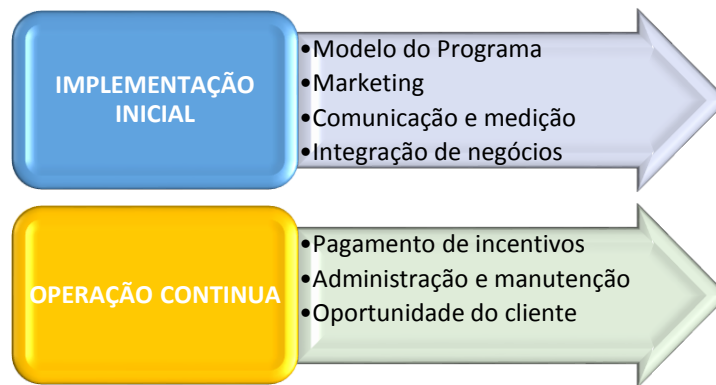 IMPLEMENTAÇÃO
INICIAL
•Modelo do Programa
•Marketing
•Comunicação e medição
•Integração de negócios
OPERAÇÃO CONTINUA
•Pagamento de incentivos
•Administração e manutenção
•Oportunidade do cliente